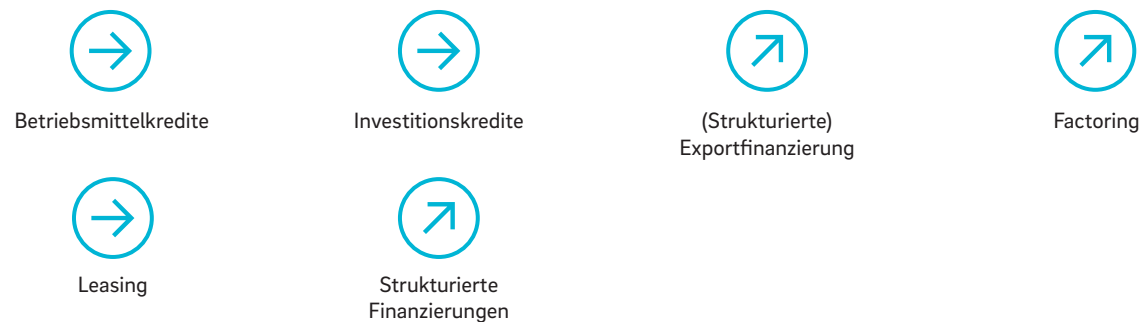 Betriebsmittelkredite
Investitionskredite
(Strukturierte)
Exportfinanzierung
Factoring
Leasing
Strukturierte
Finanzierungen